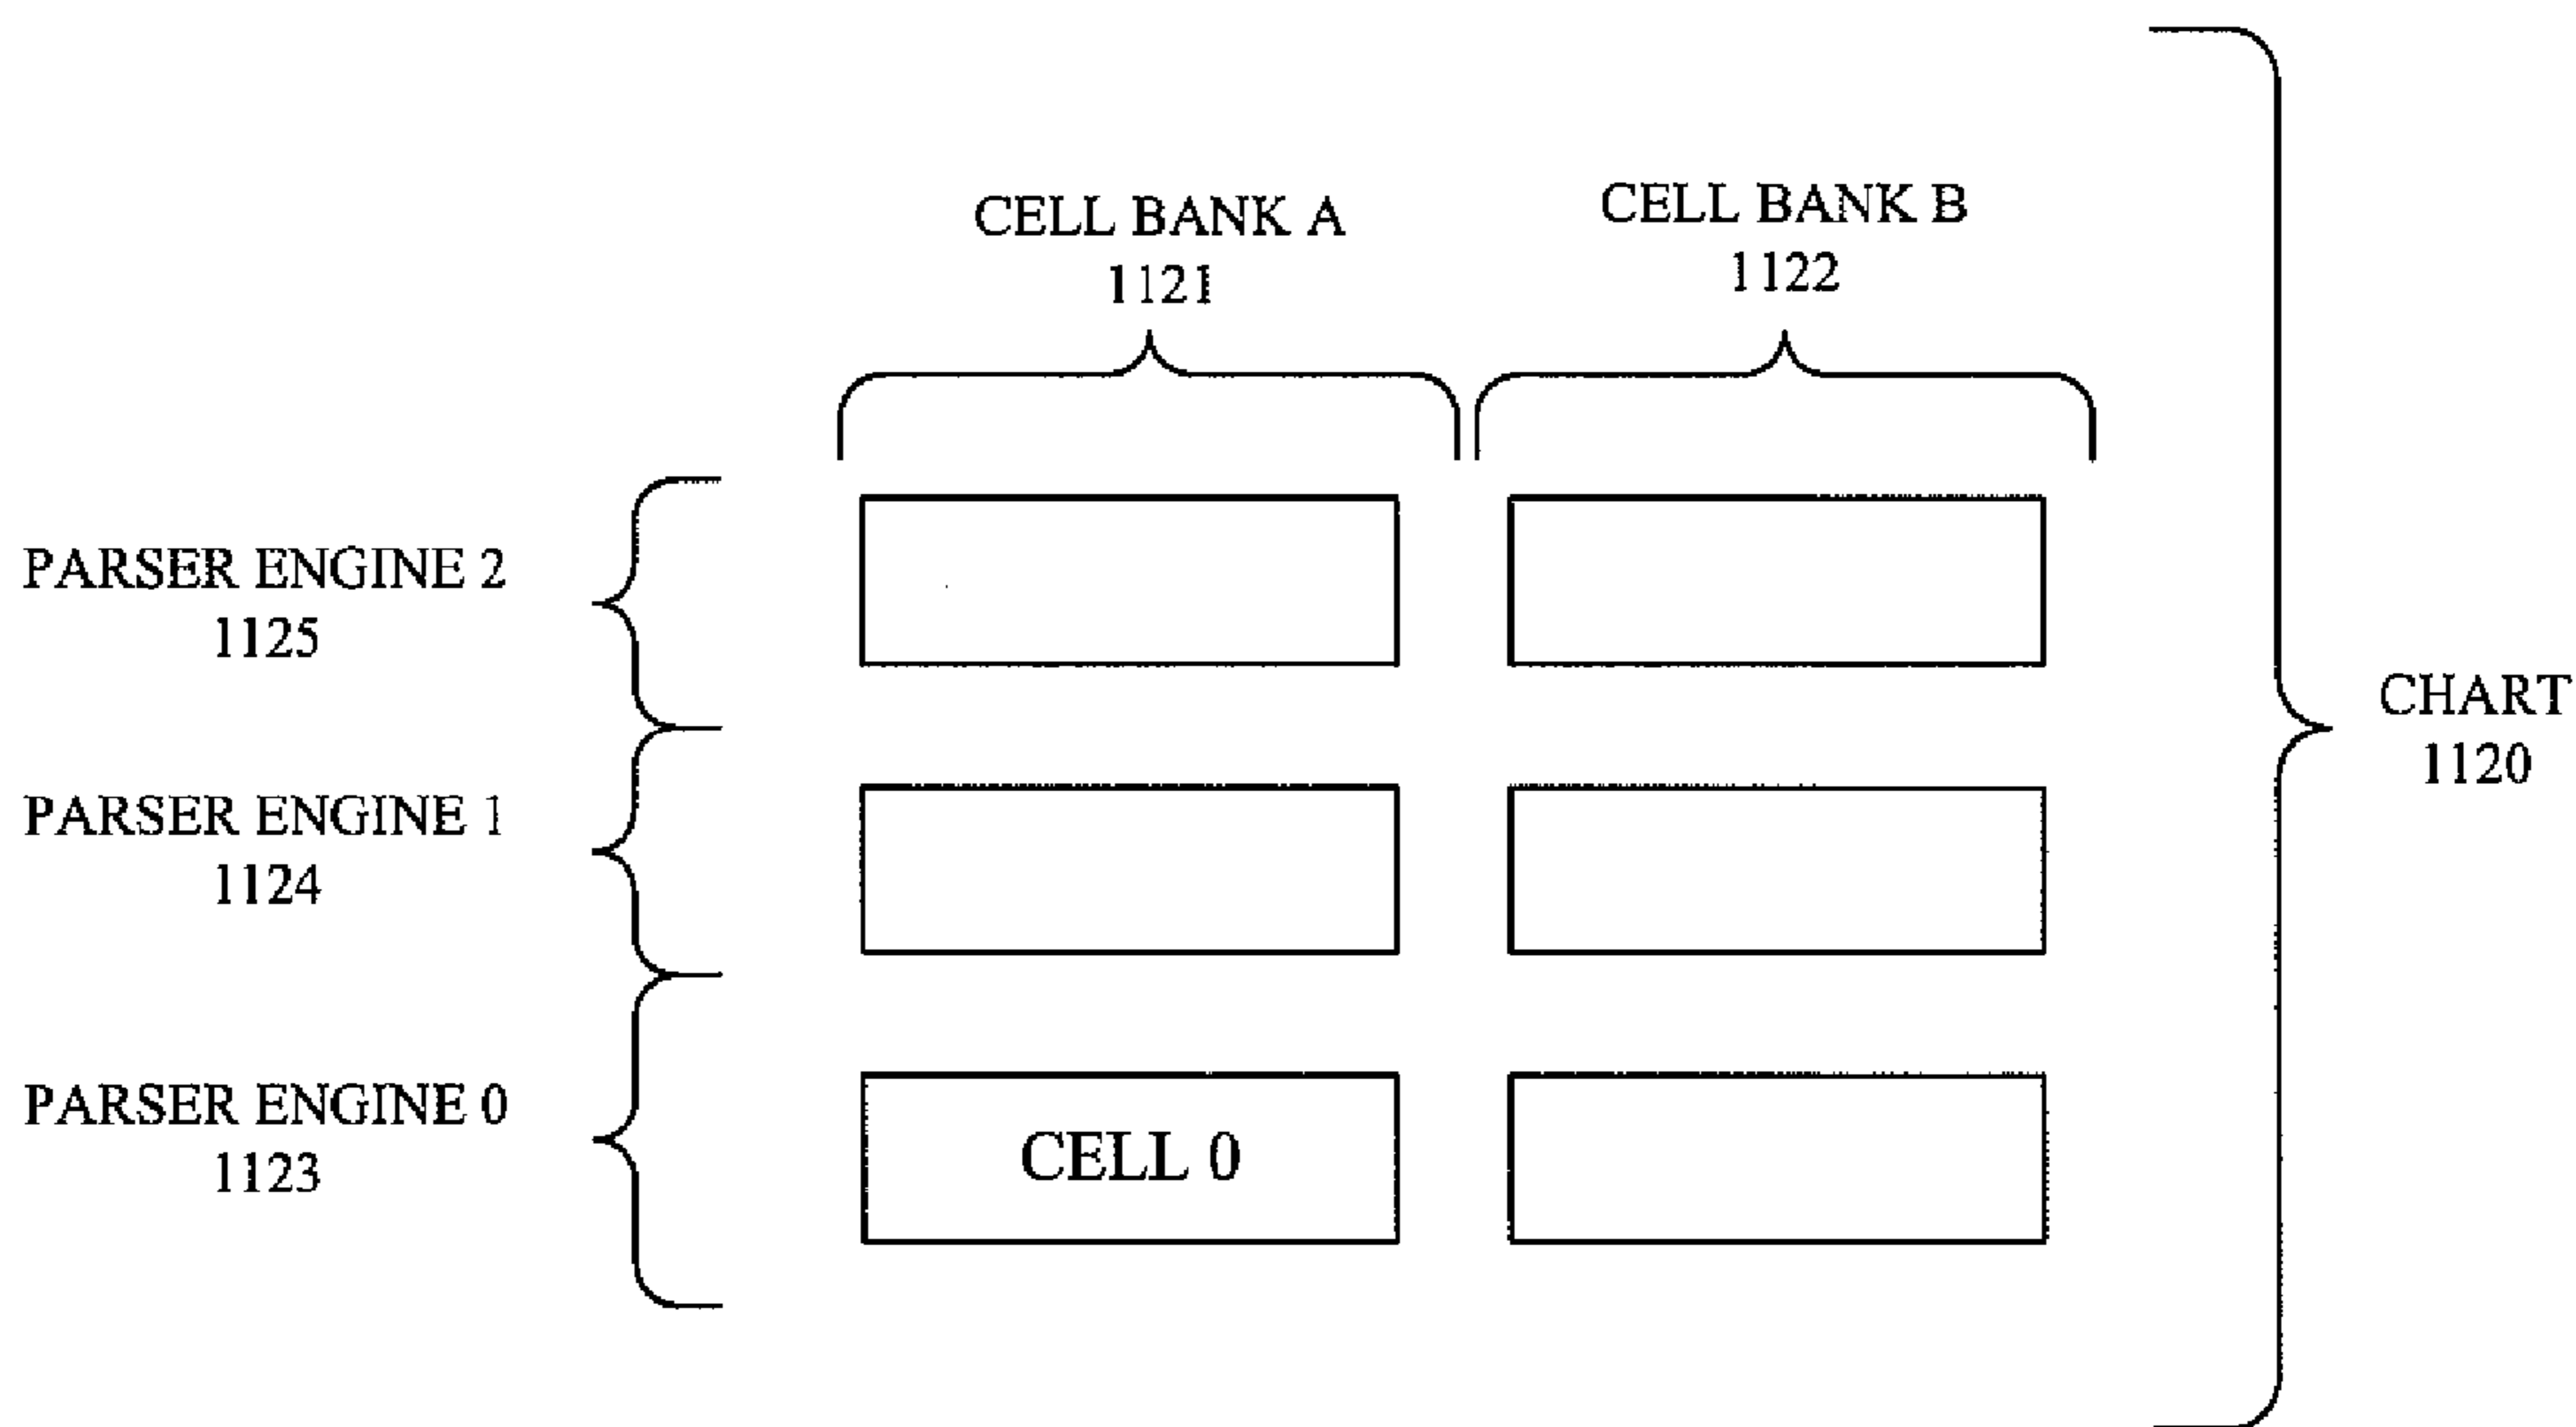 CELL BANK A
1121
CELL BANK B
1122
PARSER ENGINE 2
1125
PARSER ENGINE 1
1124
PARSER ENGINE 0
1123
CELL 0
CHART
1120